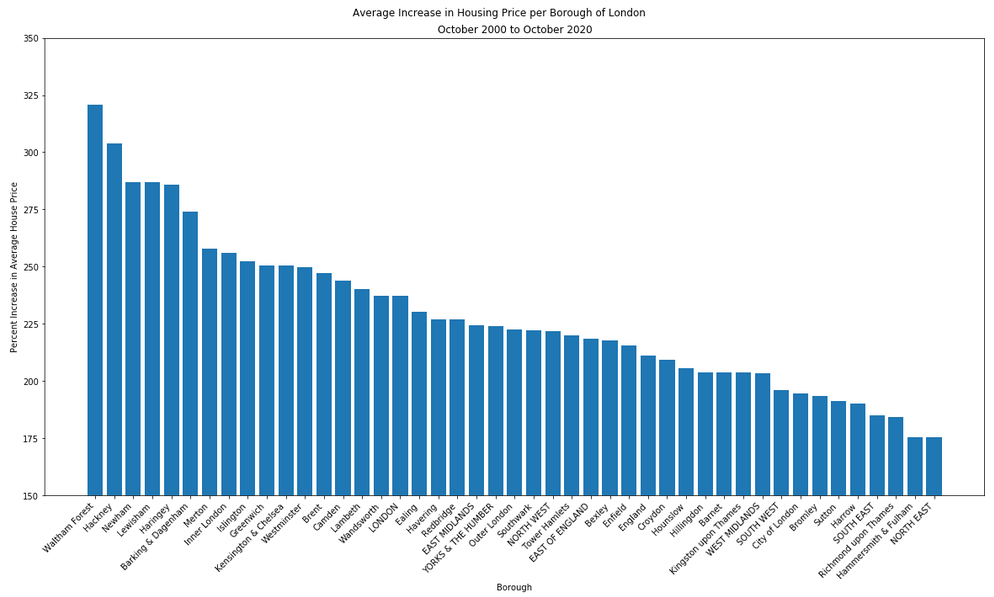 Average Increase in Housing Price per Borough of London
October 2000 to October 2020
Percent Increase in Average House Price
350
325
300
275
250
225
200
175
150
Waltham Forest
Hackney
Newham
Lewisham
Haringey
Barking & Dagenham
Merton
Inner London
Islington
Greenwich
Kensington & Chelsea
Westminster
Brent
Camden
Lambeth
Wandsworth
LONDON
Ealing
Havering
Redbridge
EAST MIDLANDS
YORKS & THE HUMBER
Outer London
Southwark
NORTH WEST
Tower Hamlets
EAST OF ENGLAND
Bexley
Enfield
England
Croydon
Hounslow
Hillingdon
Barnet
Kingston upon Thames
WEST MIDLANDS
SOUTH WEST
City of London
Bromley
Sutton
Harrow
SOUTH EAST
Richmond upon Thames
Hammersmith & Fulham
NORTH EAST
Borough